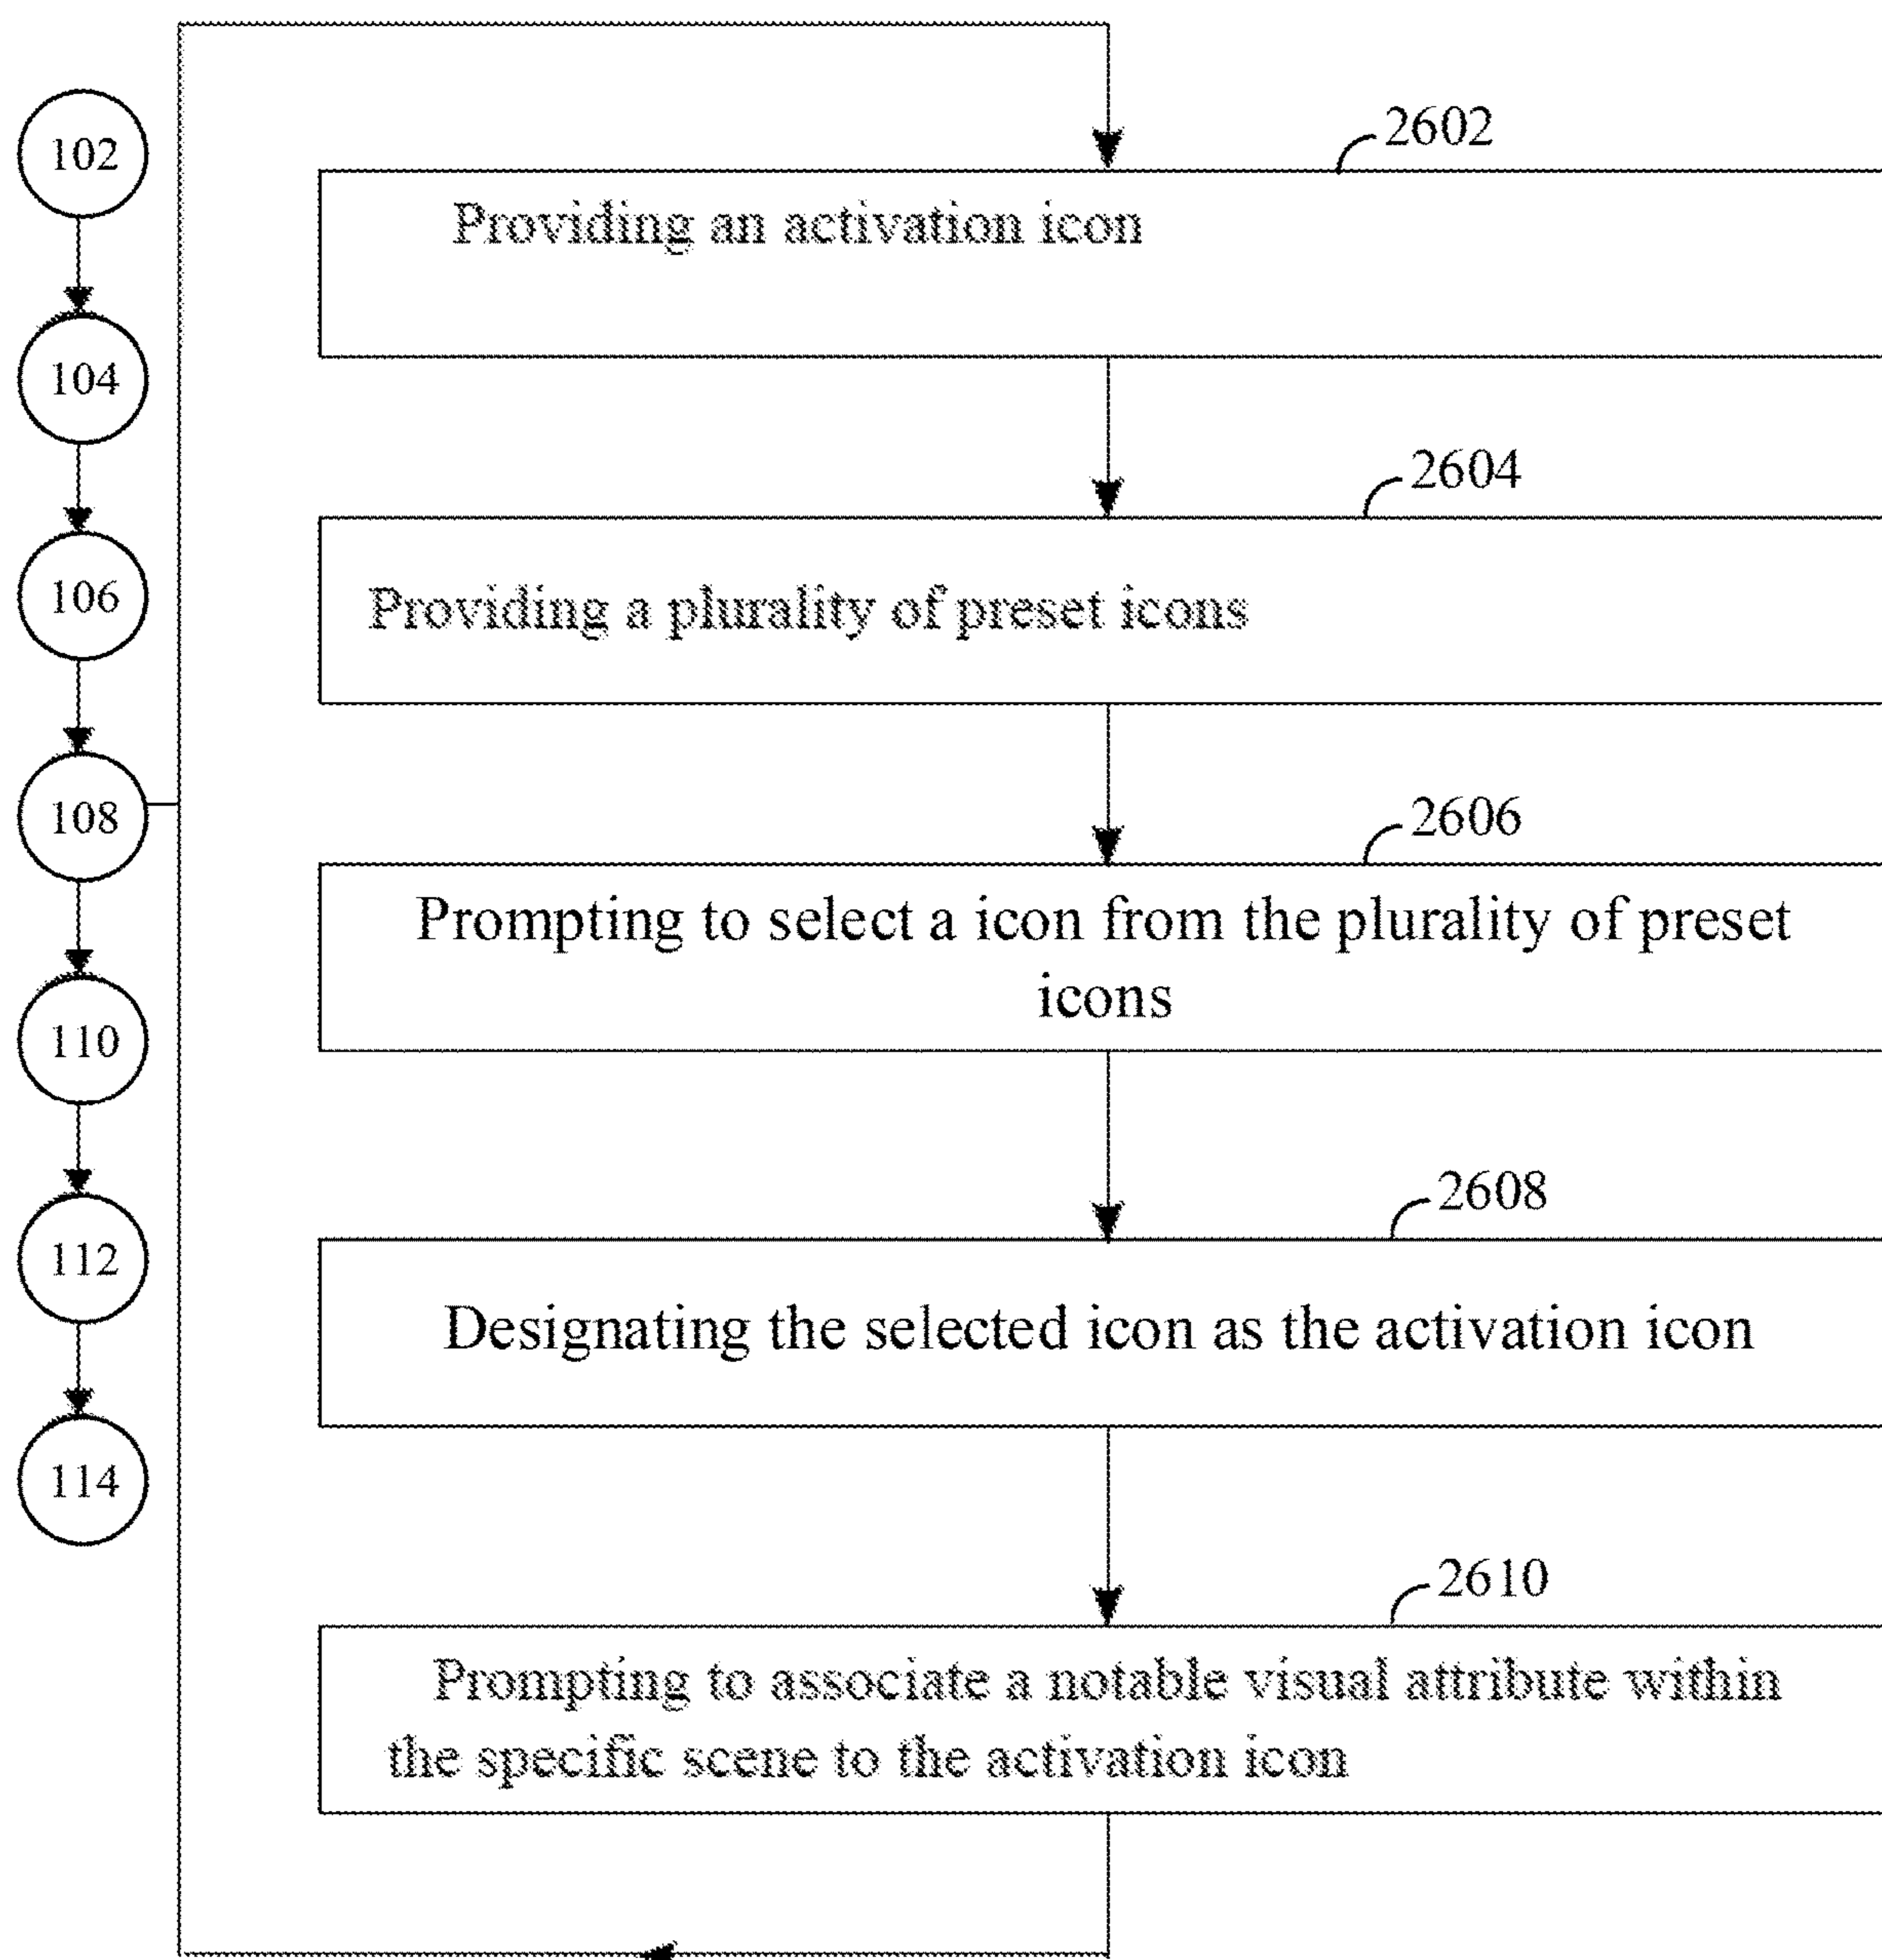 102
104
106
108
110
112
114
2602
Providing an activation icon
2604
Providing a plurality of preset icons
2606
Prompting to select a icon from the plurality of preset
icons
2608
Designating the selected icon as the activation icon
2610
Prompting to associate a notable visual attribute within
the specific scene to the activation icon